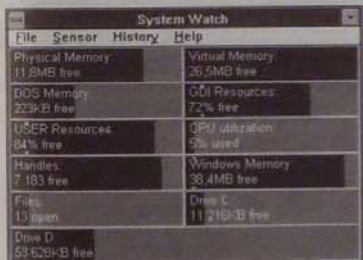 System Watch
File Sensor History Help
Physical Memory:
11,8MB free
Virtual Memory:
26,5MB free
DOS Memory:
223KB free
GDI Resources:
72% free
USER Resources:
84% free
CPU utilization:
5% used
Handles:
7 183 free
Windows Memory:
38,4MB free
Files:
13 open
Drive C:
11 216KB free
Drive D:
53 628KB free